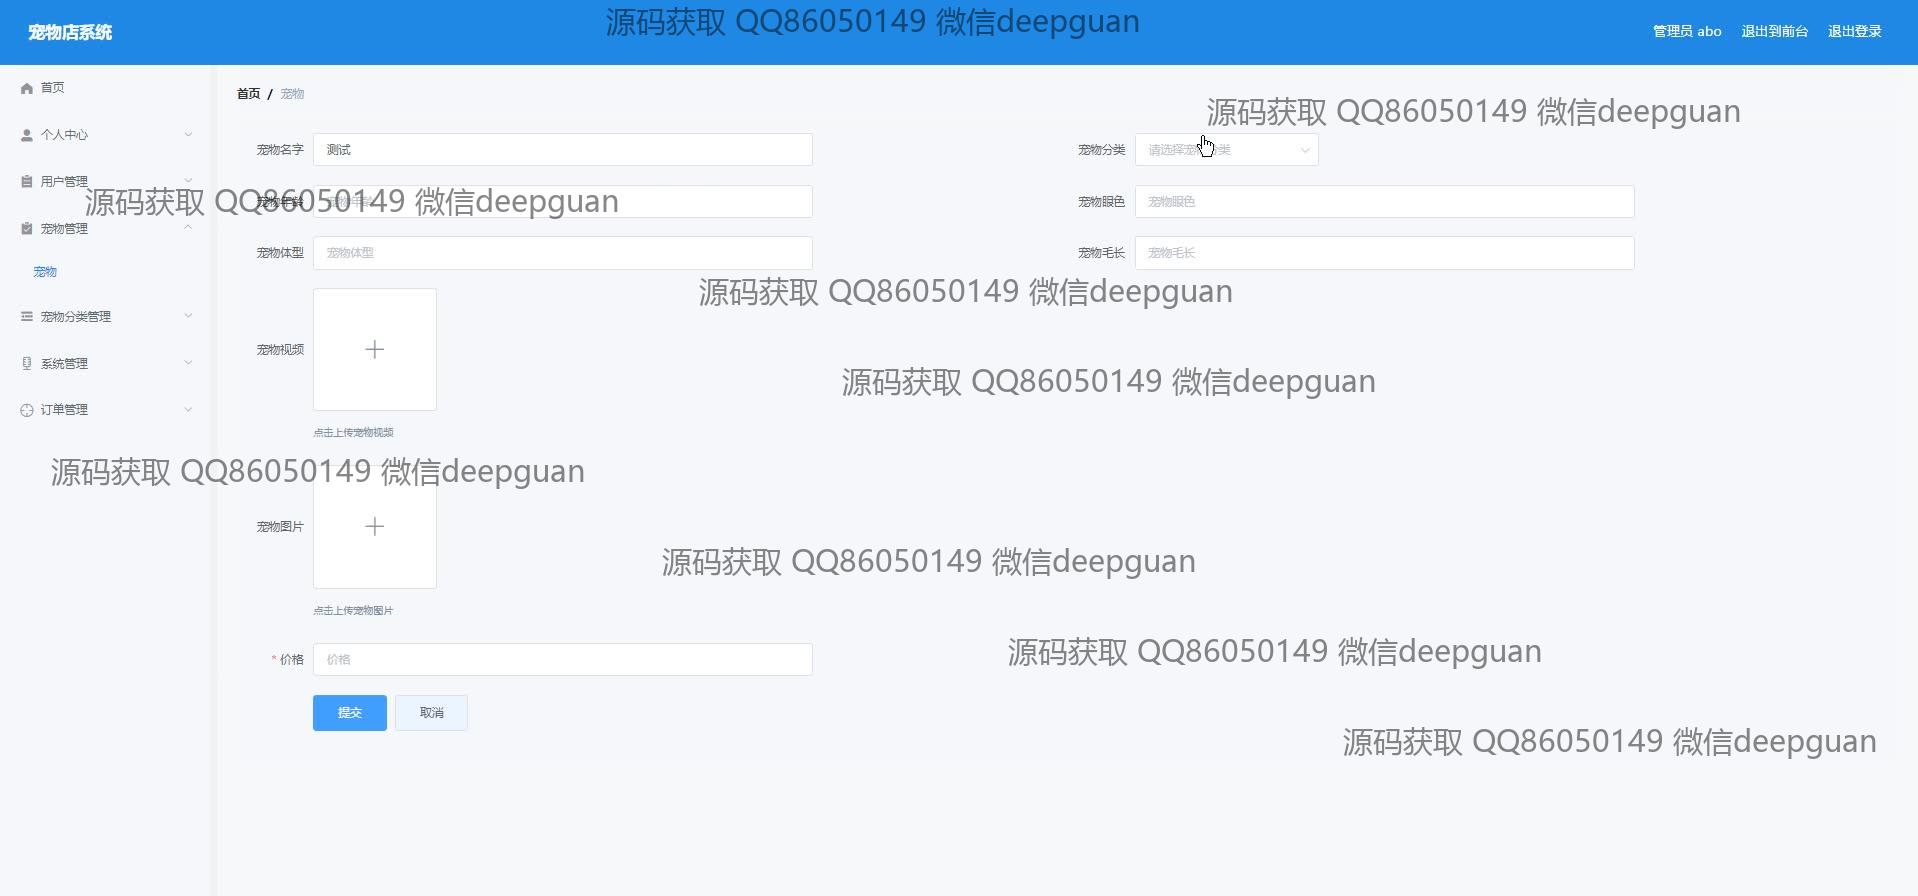 宠物店系统
源码获取 QQ86050149 微信deepguan
管理员 abo 退出到前台 退出登录
首页
首页 / 宠物
源码获取 QQ86050149 微信deepguan
个人中心
宠物名字 测试
宠物分类 请选择宠物分类
用户管理
源码获取 QQ86050149 微信deepguan
宠物年龄 宠物年龄
宠物眼色 宠物眼色
宠物管理
宠物体型 宠物体型
宠物毛长 宠物毛长
宠物
源码获取 QQ86050149 微信deepguan
宠物分类管理
宠物视频
系统管理
源码获取 QQ86050149 微信deepguan
订单管理
点击上传宠物视频
源码获取 QQ86050149 微信deepguan
宠物图片
源码获取 QQ86050149 微信deepguan
点击上传宠物图片
* 价格 价格
源码获取 QQ86050149 微信deepguan
提交 取消
源码获取 QQ86050149 微信deepguan